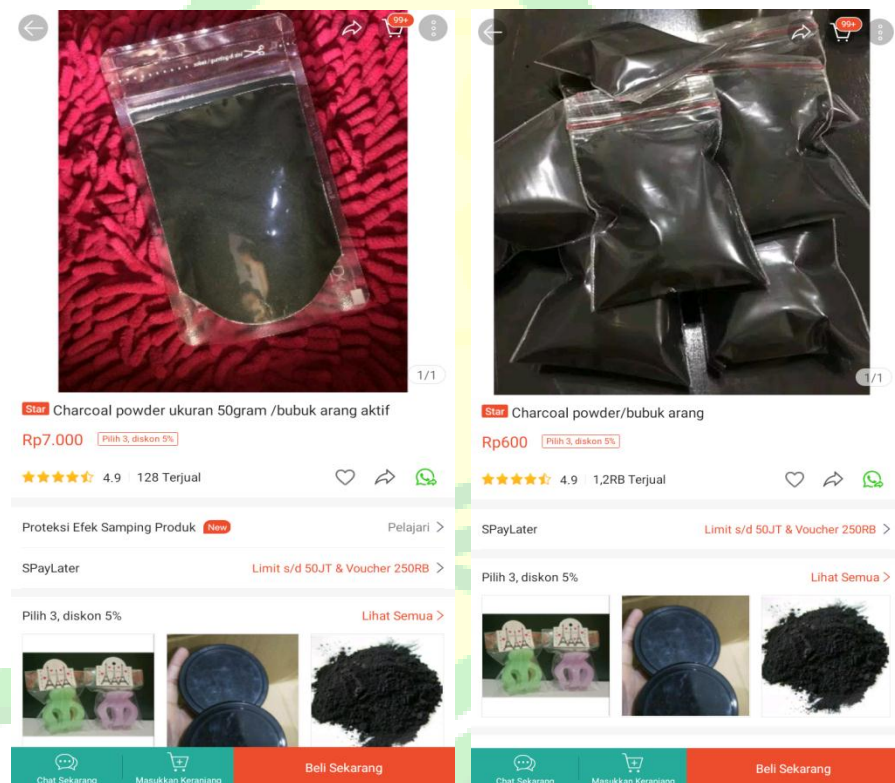 99+
1/1
Star Charcoal powder ukuran 50gram /bubuk arang aktif
Rp7.000 Pilih 3, diskon 5%
4.9 128 Terjual
Proteksi Efek Samping Produk New Pelajari >
SPayLater Limit s/d 50JT & Voucher 250RB >
Pilih 3, diskon 5% Lihat Semua >
Chat Sekarang
Masukkan Keranjang
Beli Sekarang
99+
1/1
Star Charcoal powder/bubuk arang
Rp600 Pilih 3, diskon 5%
4.9 1,2RB Terjual
SPayLater Limit s/d 50JT & Voucher 250RB >
Pilih 3, diskon 5% Lihat Semua >
Chat Sekarang
Masukkan Keranjang
Beli Sekarang